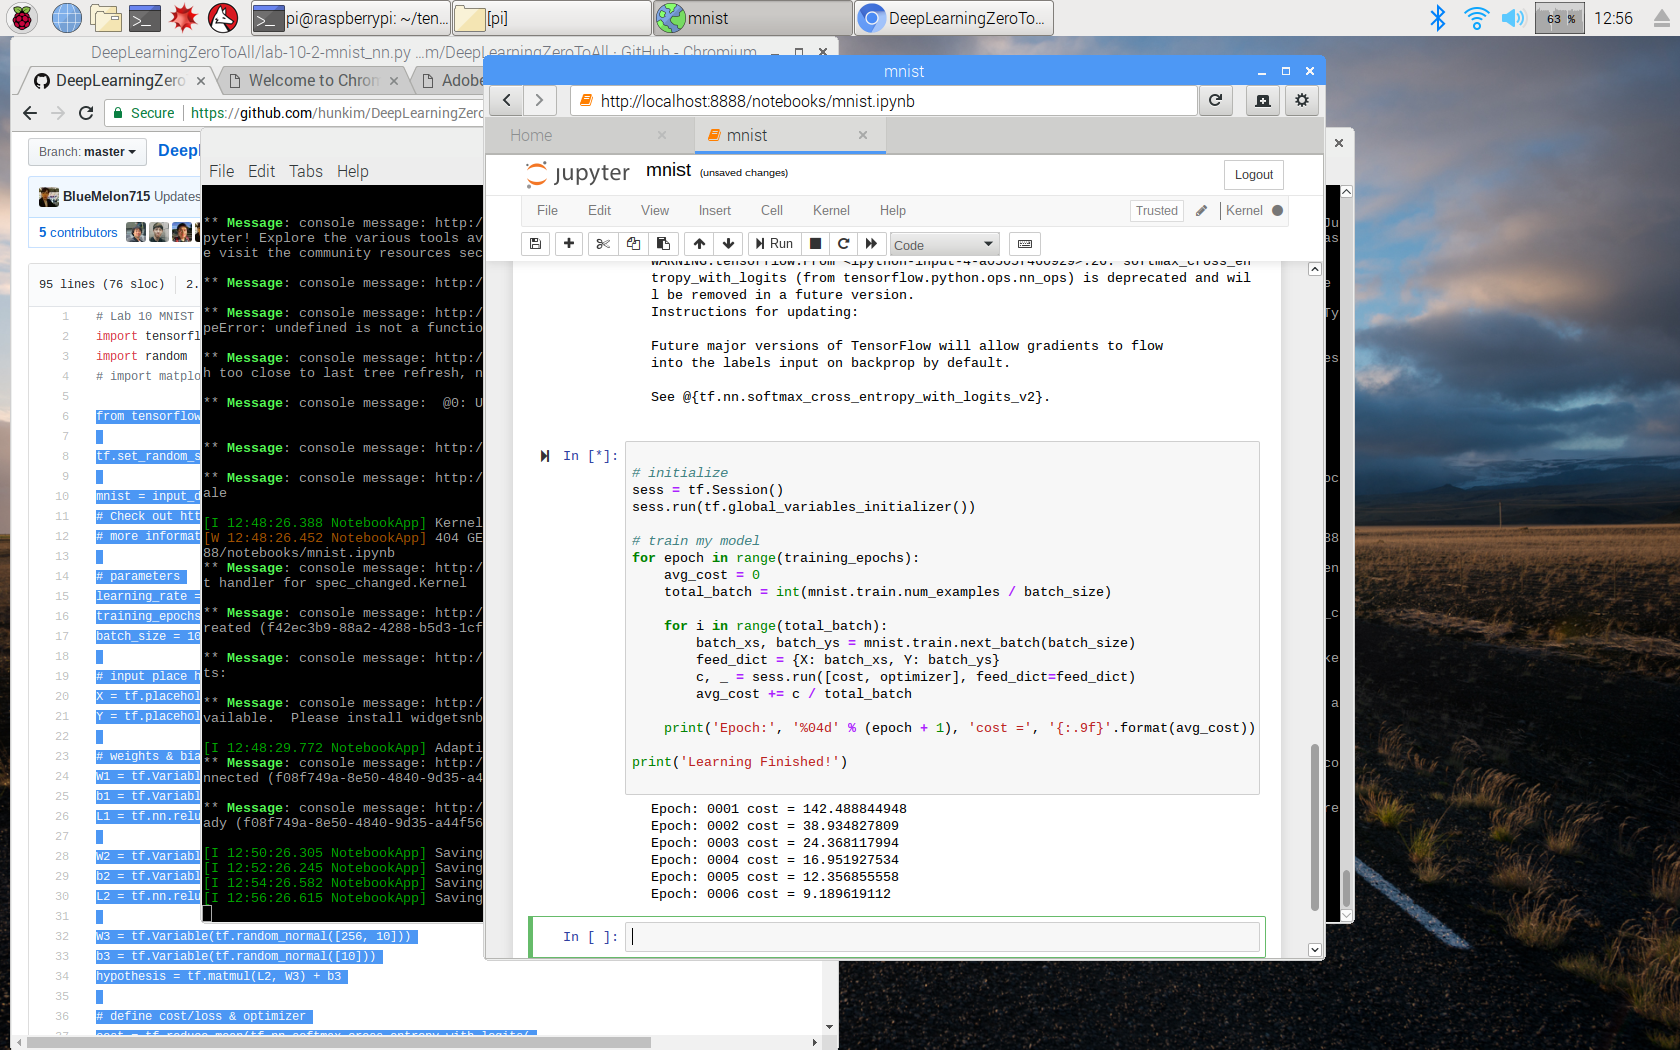 pi@raspberrypi: ~/ten...
[pi]
mnist
DeepLearningZeroTo...
63 %
12:56
DeepLearningZeroToAll/lab-10-2-mnist_nn.py
m/DeepLearningZeroToAll · GitHub - Chromium
DeepLearningZero
Welcome to Chrom
Adobe
Secure
https://github.com/hunkim/DeepLearningZero
Branch: master
DeepL
BlueMelon715 Updates
5 contributors
95 lines (76 sloc)
2.
1 # Lab 10 MNIST
2 import tensorfl
3 import random
4 # import matplo
5
6 from tensorflow
7
8 tf.set_random_s
9
10 mnist = input_d
11 # Check out htt
12 # more informat
13
14 # parameters
15 learning_rate =
16 training_epochs
17 batch_size = 10
18
19 # input place h
20 X = tf.placehol
21 Y = tf.placehol
22
23 # weights & bia
24 W1 = tf.Variabl
25 b1 = tf.Variabl
26 L1 = tf.nn.relu
27
28 W2 = tf.Variabl
29 b2 = tf.Variabl
30 L2 = tf.nn.relu
31
32 W3 = tf.Variable(tf.random_normal([256, 10]))
33 b3 = tf.Variable(tf.random_normal([10]))
34 hypothesis = tf.matmul(L2, W3) + b3
35
36 # define cost/loss & optimizer
File Edit Tabs Help
** Message: console message: http:/
pyter! Explore the various tools av
e visit the community resources sec
** Message: console message: http:/
** Message: console message: http:/
peError: undefined is not a functio
** Message: console message: http:/
h too close to last tree refresh, n
** Message: console message:  @0: U
** Message: console message: http:/
** Message: console message: http:/
ale
[I 12:48:26.388 NotebookApp] Kernel
[W 12:48:26.452 NotebookApp] 404 GE
88/notebooks/mnist.ipynb
** Message: console message: http:/
t handler for spec_changed.Kernel
** Message: console message: http:/
reated (f42ec3b9-88a2-4288-b5d3-1cf
** Message: console message: http:/
ts:
** Message: console message: http:/
vailable.  Please install widgetsnb
[I 12:48:29.772 NotebookApp] Adapti
** Message: console message: http:/
nnected (f08f749a-8e50-4840-9d35-a4
** Message: console message: http:/
ady (f08f749a-8e50-4840-9d35-a44f56
[I 12:50:26.305 NotebookApp] Saving
[I 12:52:26.245 NotebookApp] Saving
[I 12:54:26.582 NotebookApp] Saving
[I 12:56:26.615 NotebookApp] Saving
mnist
http://localhost:8888/notebooks/mnist.ipynb
Home
mnist
jupyter mnist (unsaved changes)
Logout
File Edit View Insert Cell Kernel Help
Trusted
Kernel
Run
Code
tropy_with_logits (from tensorflow.python.ops.nn_ops) is deprecated and wil
l be removed in a future version.
Instructions for updating:
Future major versions of TensorFlow will allow gradients to flow
into the labels input on backprop by default.
See @{tf.nn.softmax_cross_entropy_with_logits_v2}.
In [*]:
# initialize
sess = tf.Session()
sess.run(tf.global_variables_initializer())
# train my model
for epoch in range(training_epochs):
    avg_cost = 0
    total_batch = int(mnist.train.num_examples / batch_size)
    for i in range(total_batch):
        batch_xs, batch_ys = mnist.train.next_batch(batch_size)
        feed_dict = {X: batch_xs, Y: batch_ys}
        c, _ = sess.run([cost, optimizer], feed_dict=feed_dict)
        avg_cost += c / total_batch
    print('Epoch:', '%04d' % (epoch + 1), 'cost =', '{:.9f}'.format(avg_cost))
print('Learning Finished!')
Epoch: 0001 cost = 142.488844948
Epoch: 0002 cost = 38.934827809
Epoch: 0003 cost = 24.368117994
Epoch: 0004 cost = 16.951927534
Epoch: 0005 cost = 12.356855558
Epoch: 0006 cost = 9.189619112
In [ ]:
Ju
as
e
Ty
es
oc
88
en
_c
ke
a
co
re